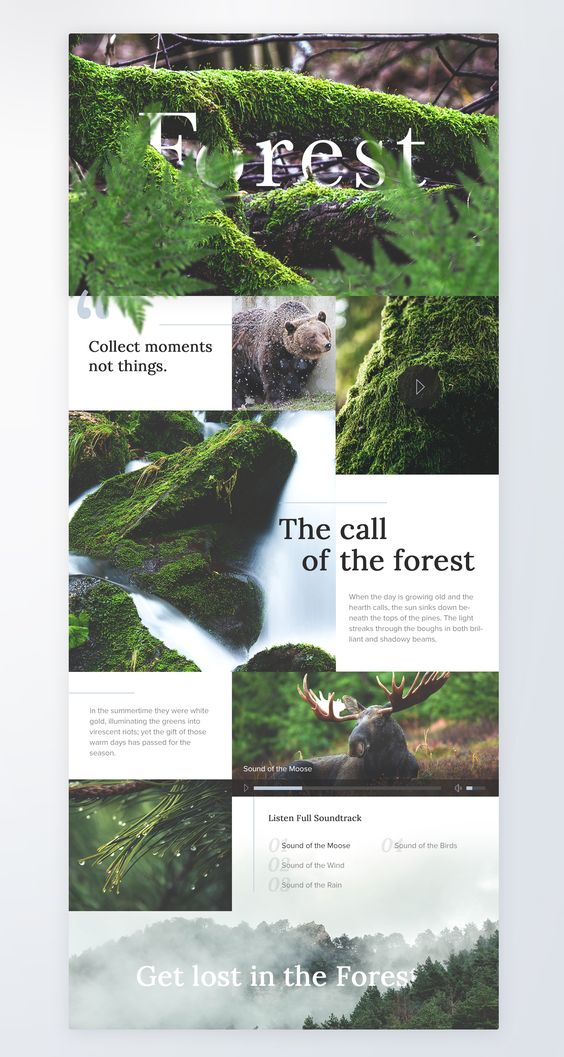 Forest
“
Collect moments
not things.
The call
of the forest
When the day is growing old and the
hearth calls, the sun sinks down be-
neath the tops of the pines. The light
streaks through the boughs in both bril-
liant and shadowy beams.
In the summertime they were white
gold, illuminating the greens into
virescent riots; yet the gift of those
warm days has passed for the
season.
Sound of the Moose
Listen Full Soundtrack
01 Sound of the Moose
02 Sound of the Wind
03 Sound of the Rain
04 Sound of the Birds
Get lost in the Forest